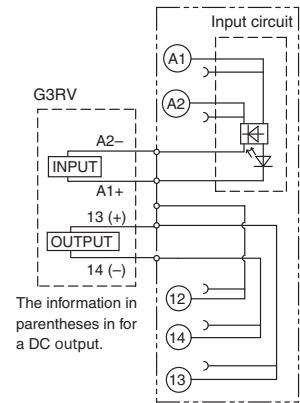 Input circuit
A1
G3RV
A2
A2–
INPUT
A1+
13 (+)
OUTPUT
14 (–)
The information in
parentheses in for
a DC output.
12
14
13